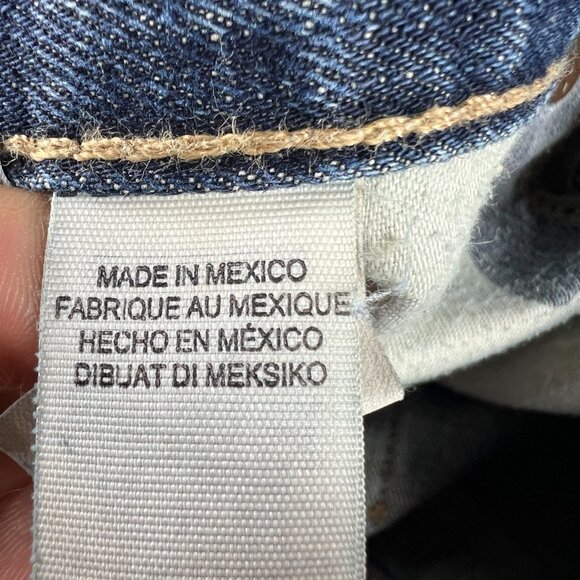 MADE IN MEXICO
FABRIQUE AU MEXIQUE
HECHO EN MÉXICO
DIBUAT DI MEKSIKO